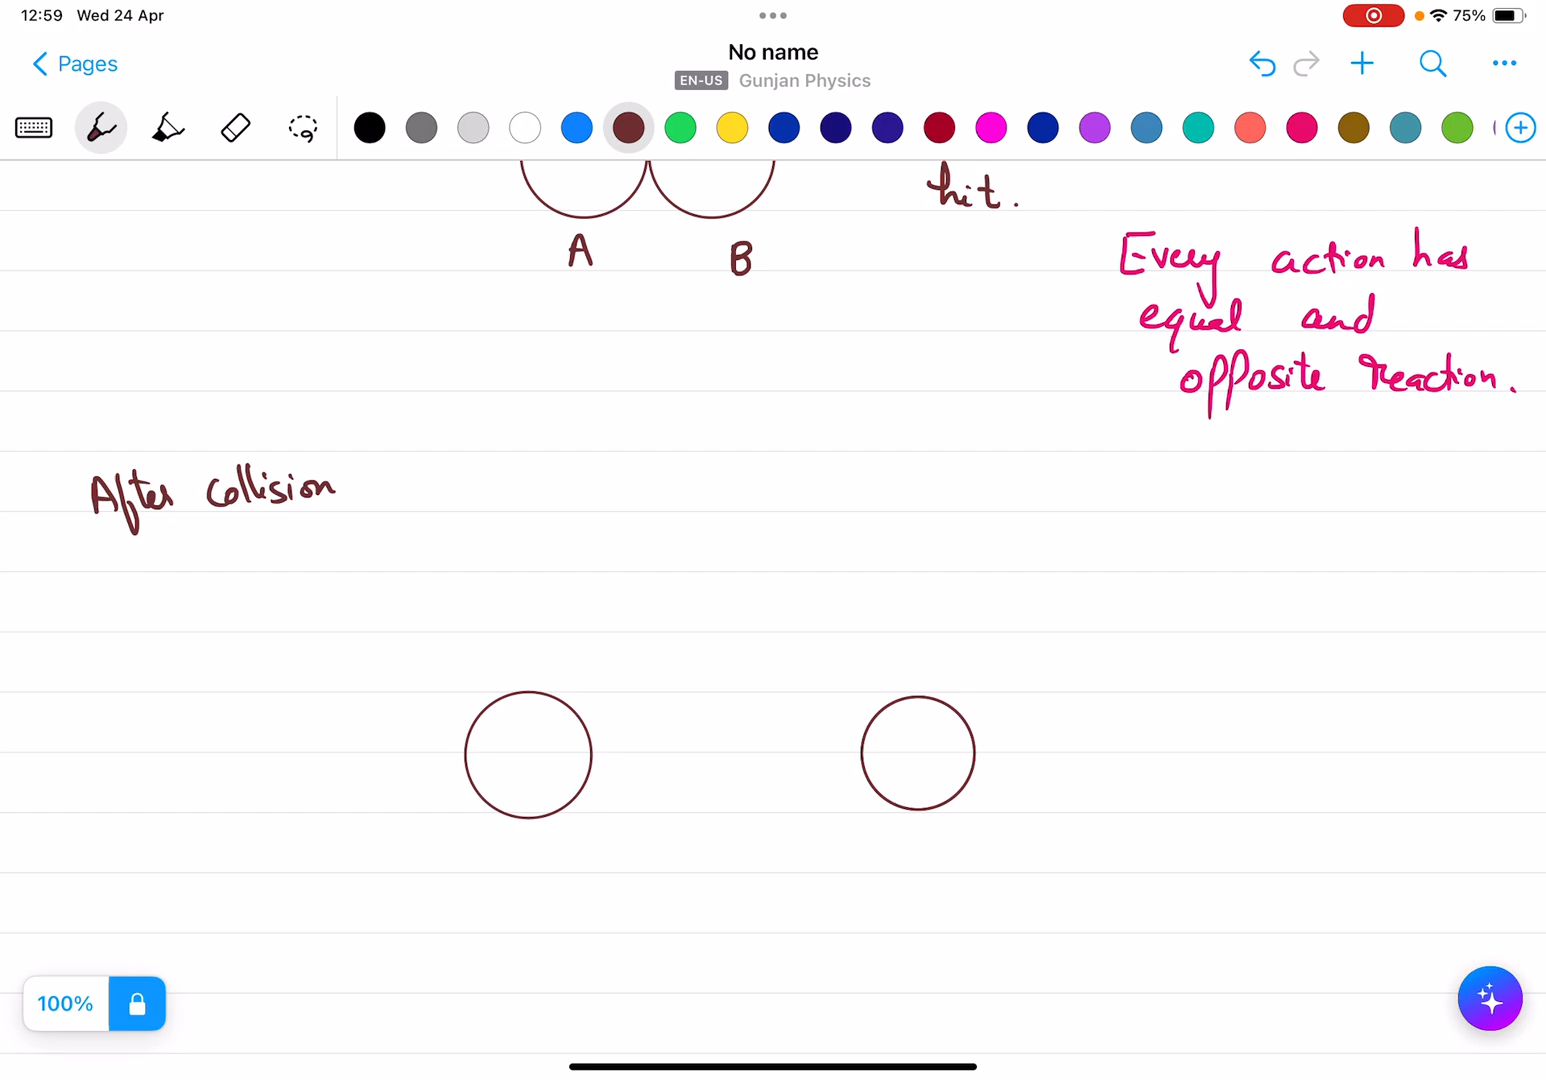 12:59 Wed 24 Apr
75%
Pages
No name
EN-US Gunjan Physics
hit.
A B
Every action has
equal and
opposite reaction.
After collision
100%